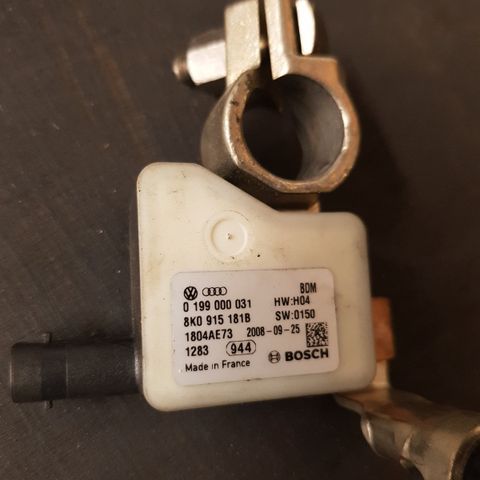 BDM
0 199 000 031 HW:H04
8K0 915 181B SW:0150
1804AE73 2008-09-25
1283 944 BOSCH
Made in France